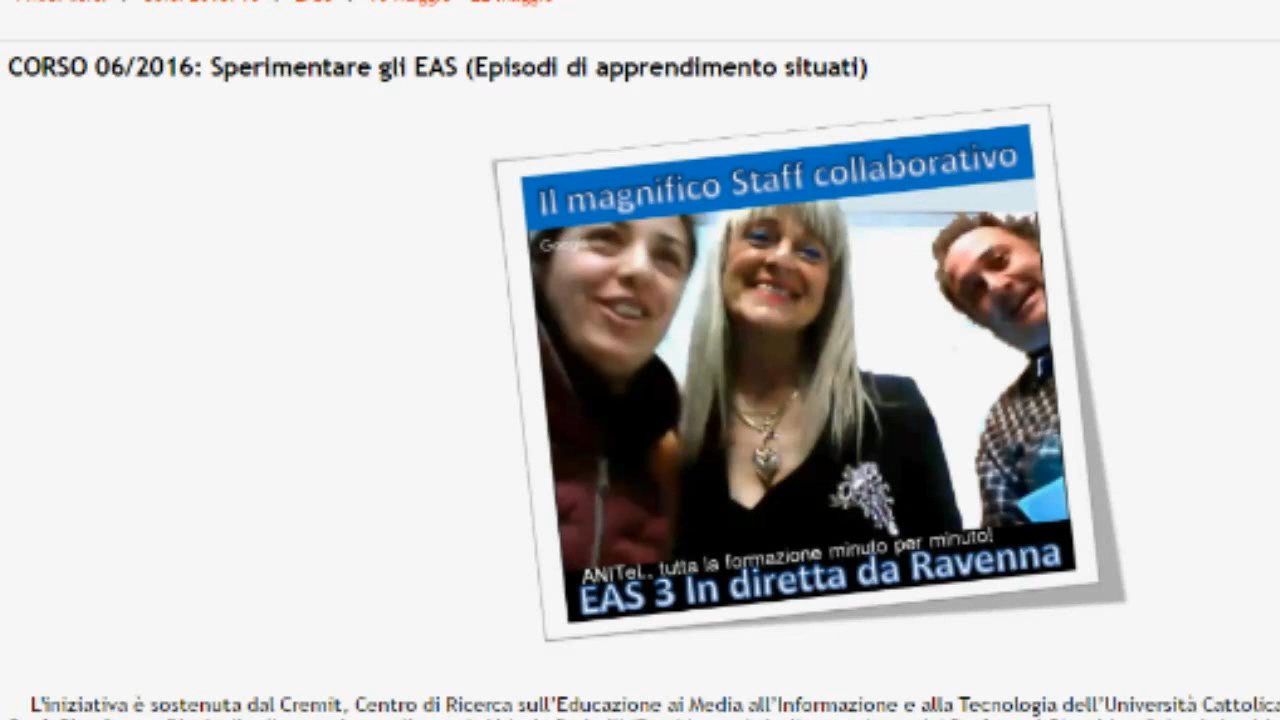 CORSO 06/2016: Sperimentare gli EAS (Episodi di apprendimento situati)
Il magnifico Staff collaborativo
ANITeL.. tutta la formazione minuto per minuto!
EAS 3 In diretta da Ravenna
L'iniziativa è sostenuta dal Cremit, Centro di Ricerca sull'Educazione ai Media all'Informazione e alla Tecnologia dell'Università Cattolica